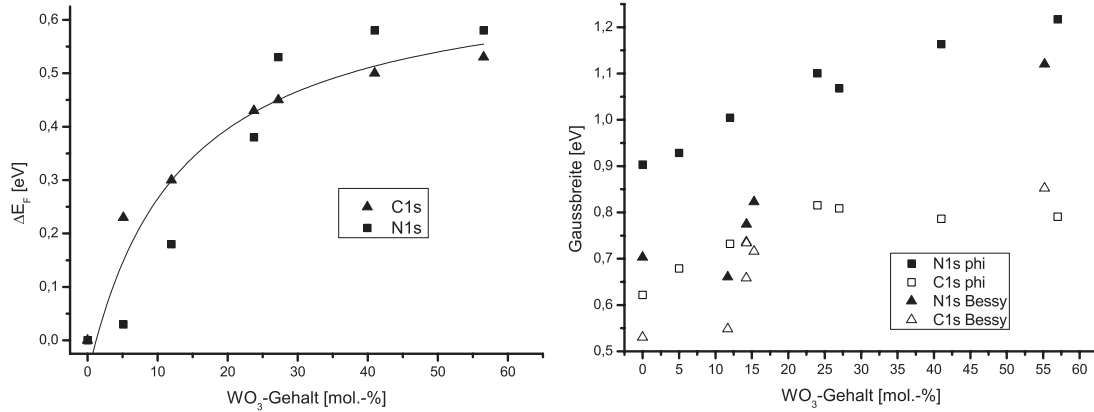 0,6
0,5
0,4
0,3
0,2
0,1
0,0
ΔE_F [eV]
C1s
N1s
0 10 20 30 40 50 60
WO₃-Gehalt [mol.-%]
1,2
1,1
1,0
0,9
0,8
0,7
0,6
0,5
Gaussbreite [eV]
N1s phi
C1s phi
N1s Bessy
C1s Bessy
0 5 10 15 20 25 30 35 40 45 50 55 60
WO₃-Gehalt [mol.-%]